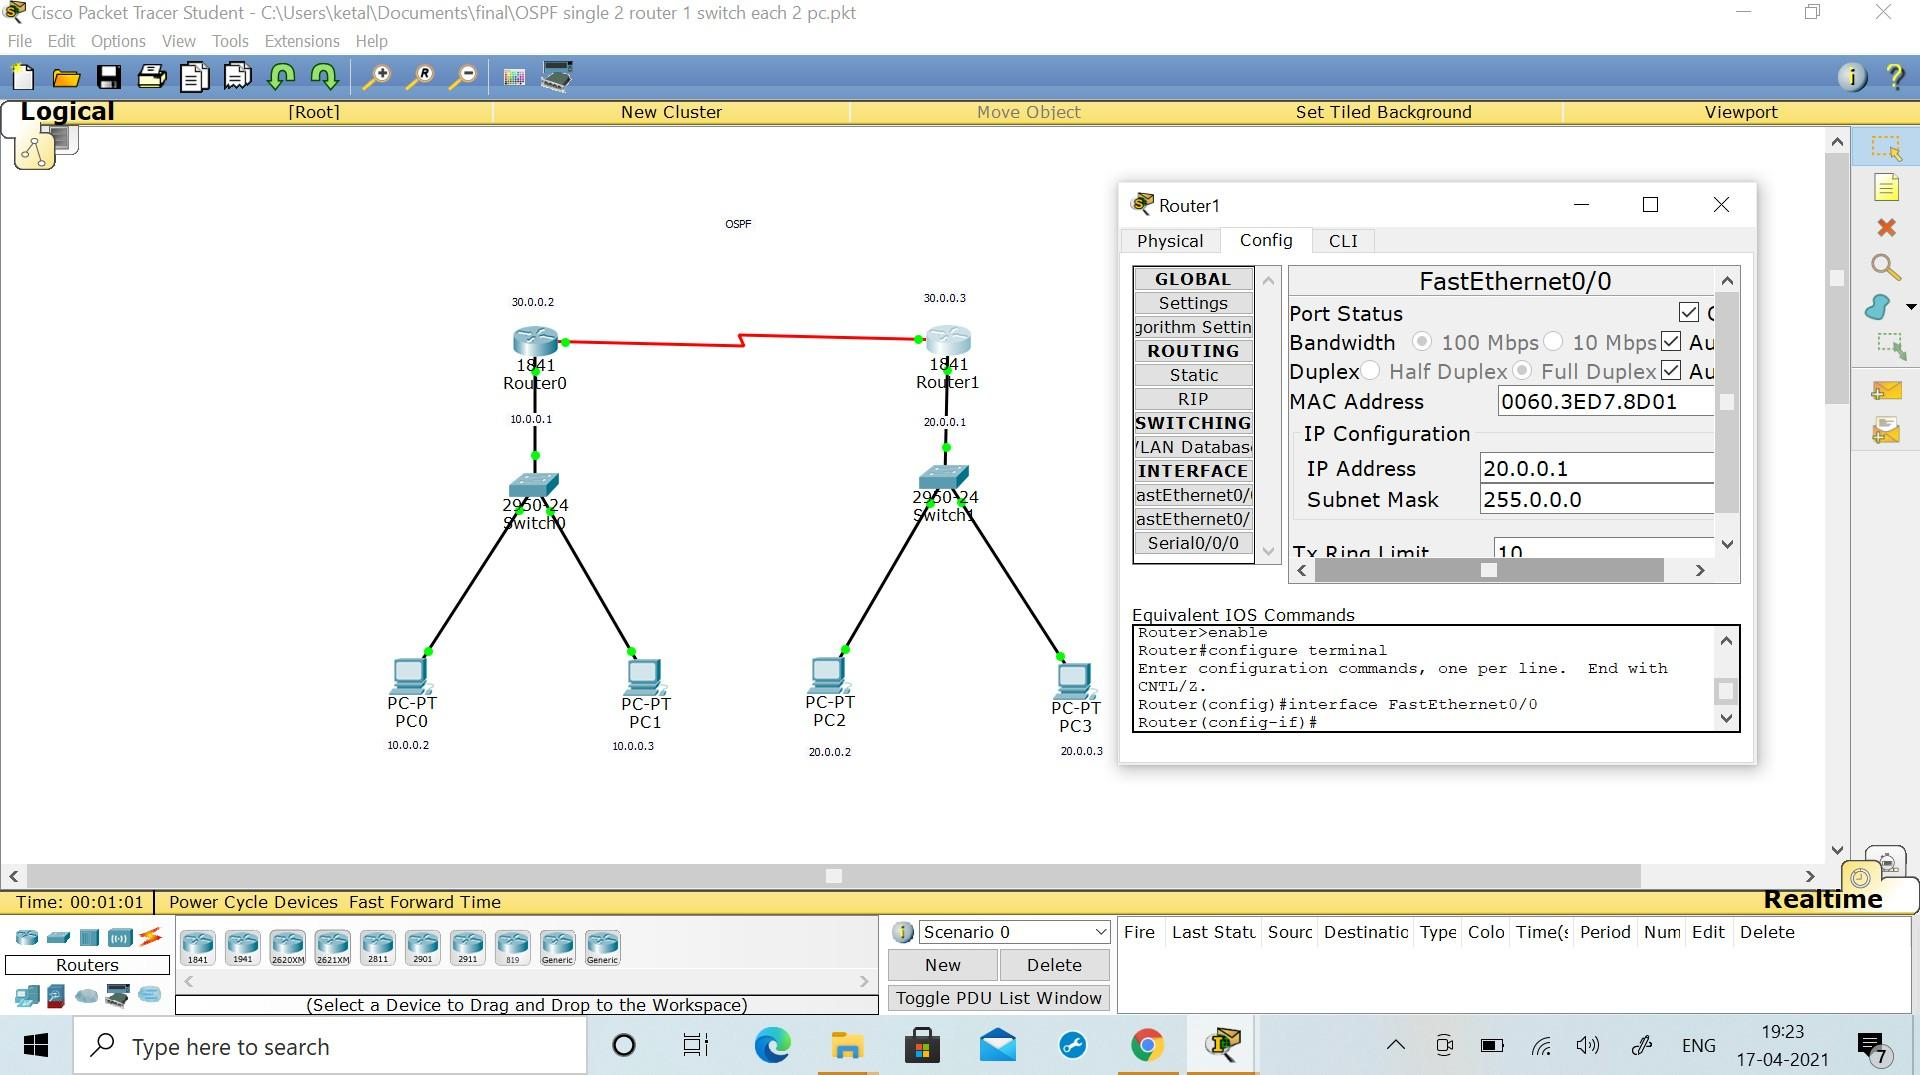 Cisco Packet Tracer Student - C:\Users\ketal\Documents\final\OSPF single 2 router 1 switch each 2 pc.pkt
File Edit Options View Tools Extensions Help
Logical [Root] New Cluster Move Object Set Tiled Background Viewport
OSPF
30.0.0.2
30.0.0.3
1841
Router0
1841
Router1
10.0.0.1
20.0.0.1
2950-24
Switch0
2950-24
Switch1
PC-PT
PC0
10.0.0.2
PC-PT
PC1
10.0.0.3
PC-PT
PC2
20.0.0.2
PC-PT
PC3
20.0.0.3
Router1
Physical Config CLI
GLOBAL
Settings
gorithm Settin
ROUTING
Static
RIP
SWITCHING
VLAN Databas
INTERFACE
astEthernet0/
astEthernet0/
Serial0/0/0
FastEthernet0/0
Port Status
Bandwidth 100 Mbps 10 Mbps Au
Duplex Half Duplex Full Duplex Au
MAC Address 0060.3ED7.8D01
IP Configuration
IP Address 20.0.0.1
Subnet Mask 255.0.0.0
Tx Ring Limit 10
Equivalent IOS Commands
Router>enable
Router#configure terminal
Enter configuration commands, one per line. End with
CNTL/Z.
Router(config)#interface FastEthernet0/0
Router(config-if)#
Time: 00:01:01 Power Cycle Devices Fast Forward Time
Realtime
Routers
1841 1941 2620XM 2621XM 2811 2901 2911 819 Generic Generic
(Select a Device to Drag and Drop to the Workspace)
Scenario 0
New Delete
Toggle PDU List Window
Fire Last Statu Sourc Destinatio Type Colo Time(s Period Num Edit Delete
Type here to search
ENG
19:23
17-04-2021
7